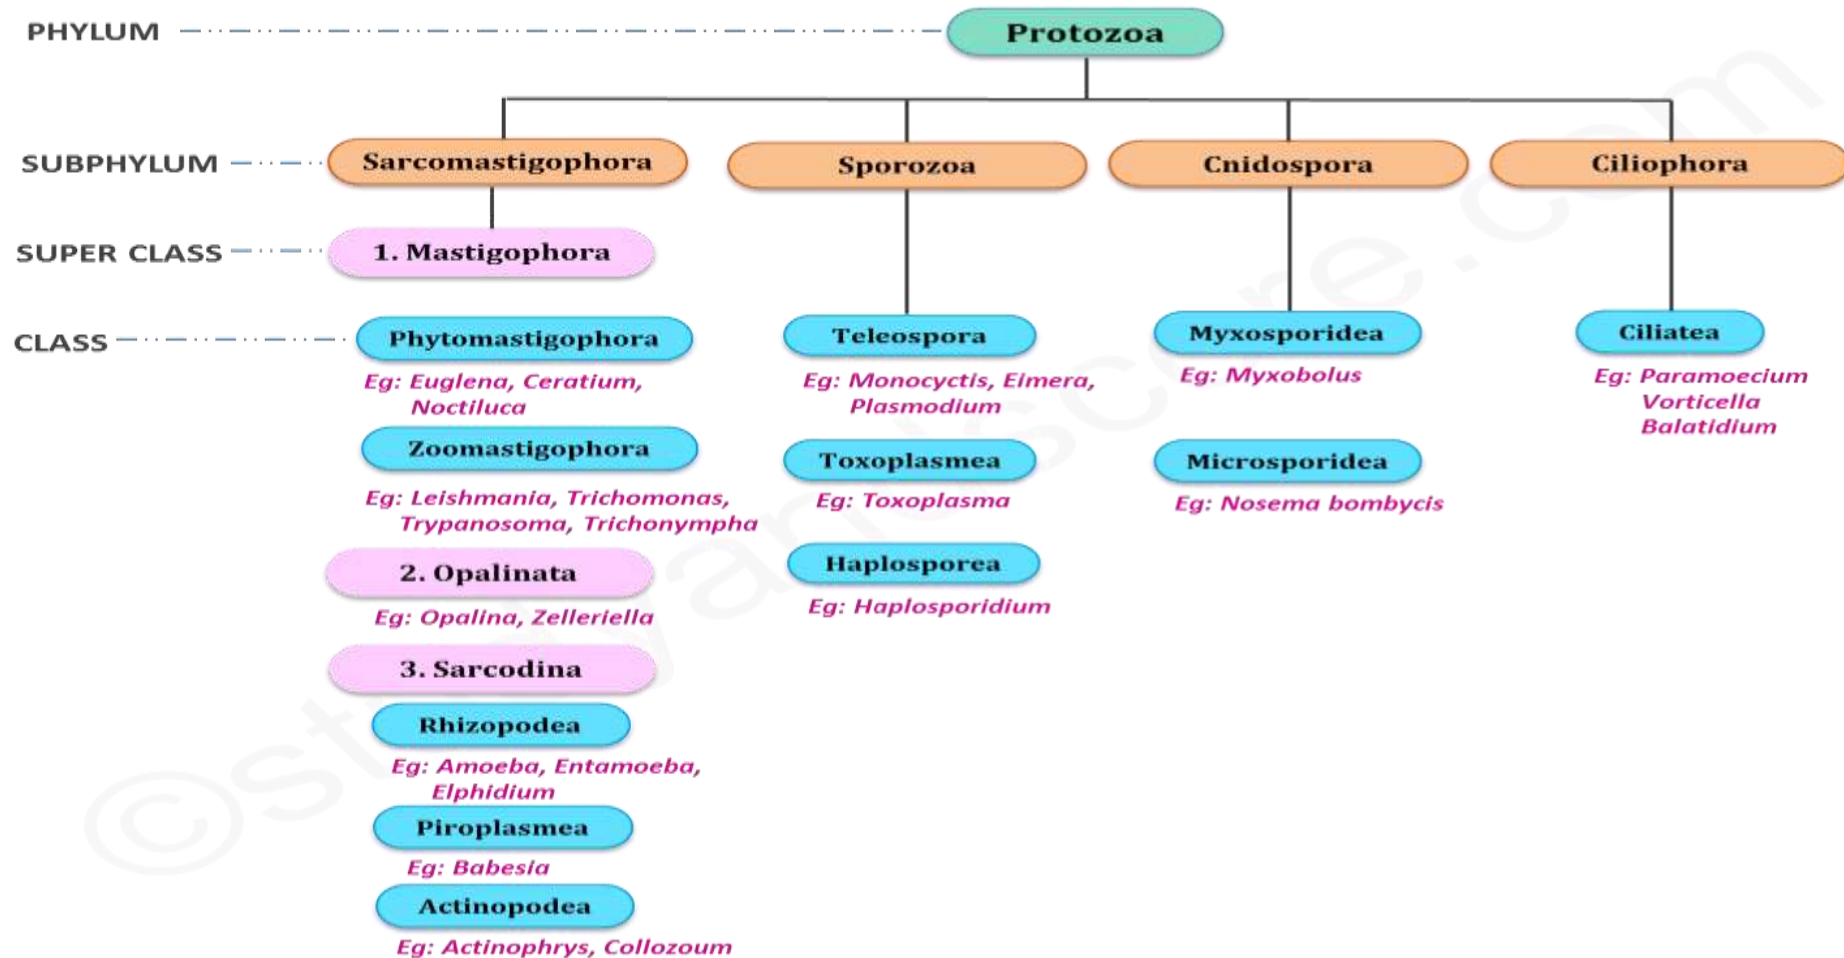 PHYLUM
Protozoa
SUBPHYLUM
Sarcomastigophora
Sporozoa
Cnidospora
Ciliophora
SUPER CLASS
1. Mastigophora
CLASS
Phytomastigophora
Eg: Euglena, Ceratium,
Noctiluca
Zoomastigophora
Eg: Leishmania, Trichomonas,
Trypanosoma, Trichonympha
2. Opalinata
Eg: Opalina, Zelleriella
3. Sarcodina
Rhizopodea
Eg: Amoeba, Entamoeba,
Elphidium
Piroplasmea
Eg: Babesia
Actinopodea
Eg: Actinophrys, Collozoum
Teleospora
Eg: Monocyctis, Eimera,
Plasmodium
Toxoplasmea
Eg: Toxoplasma
Haplosporea
Eg: Haplosporidium
Myxosporidea
Eg: Myxobolus
Microsporidea
Eg: Nosema bombycis
Ciliatea
Eg: Paramoecium
Vorticella
Balatidium
©studyandscore.com